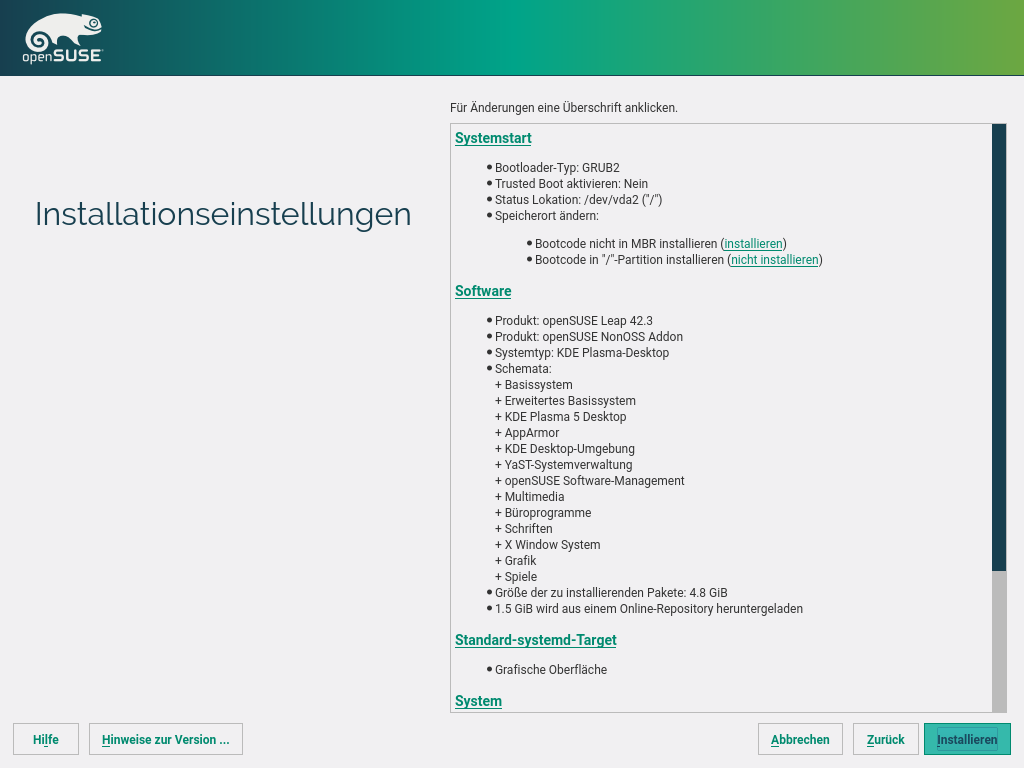 openSUSE
Für Änderungen eine Überschrift anklicken.
Installationseinstellungen
Systemstart
Bootloader-Typ: GRUB2
Trusted Boot aktivieren: Nein
Status Lokation: /dev/vda2 ("/")
Speicherort ändern:
Bootcode nicht in MBR installieren (installieren)
Bootcode in "/"-Partition installieren (nicht installieren)
Software
Produkt: openSUSE Leap 42.3
Produkt: openSUSE NonOSS Addon
Systemtyp: KDE Plasma-Desktop
Schemata:
+ Basissystem
+ Erweitertes Basissystem
+ KDE Plasma 5 Desktop
+ AppArmor
+ KDE Desktop-Umgebung
+ YaST-Systemverwaltung
+ openSUSE Software-Management
+ Multimedia
+ Büroprogramme
+ Schriften
+ X Window System
+ Grafik
+ Spiele
Größe der zu installierenden Pakete: 4.8 GiB
1.5 GiB wird aus einem Online-Repository heruntergeladen
Standard-systemd-Target
Grafische Oberfläche
System
Hilfe
Hinweise zur Version ...
Abbrechen
Zurück
Installieren